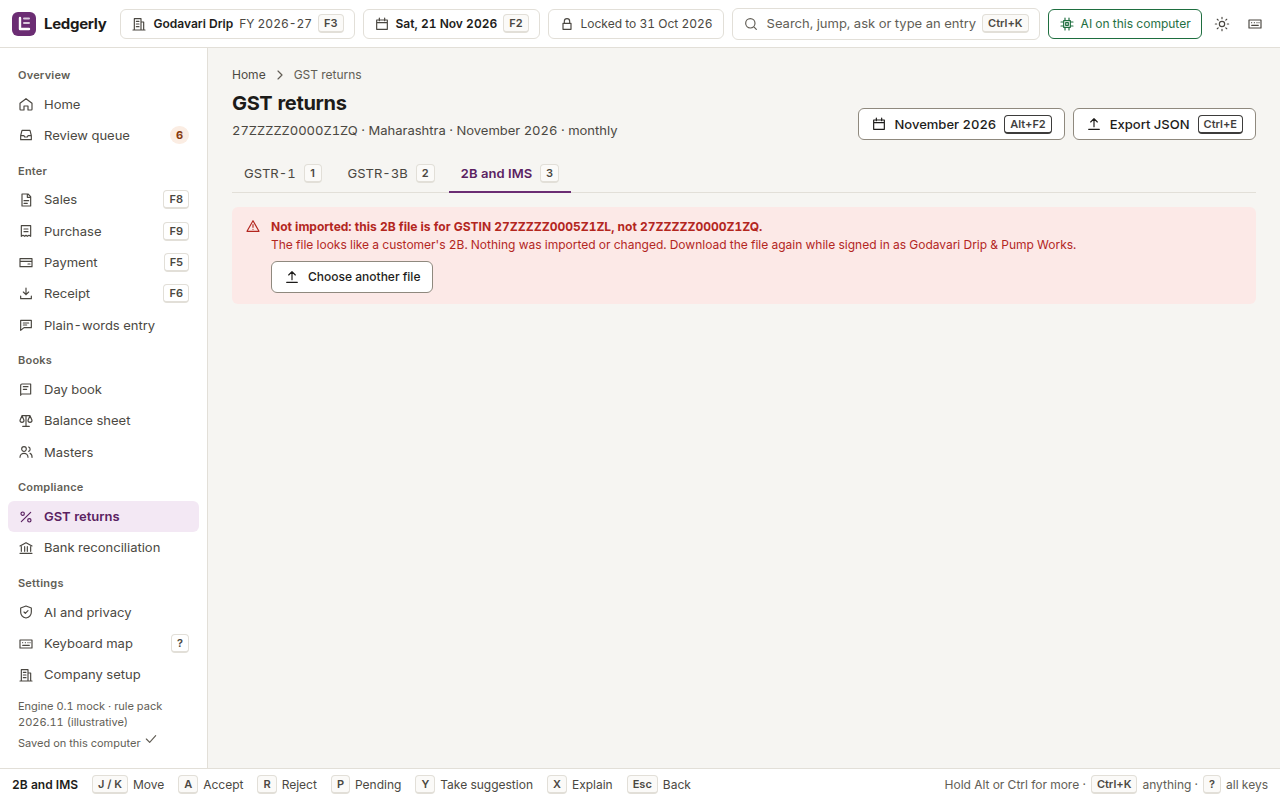 Ledgerly
Godavari Drip FY 2026-27 F3
Sat, 21 Nov 2026 F2
Locked to 31 Oct 2026
Search, jump, ask or type an entry Ctrl+K
AI on this computer
Overview
Home
Review queue 6
Enter
Sales F8
Purchase F9
Payment F5
Receipt F6
Plain-words entry
Books
Day book
Balance sheet
Masters
Compliance
GST returns
Bank reconciliation
Settings
AI and privacy
Keyboard map ?
Company setup
Engine 0.1 mock · rule pack
2026.11 (illustrative)
Saved on this computer
Home > GST returns
GST returns
27ZZZZZ0000Z1ZQ · Maharashtra · November 2026 · monthly
November 2026 Alt+F2
Export JSON Ctrl+E
GSTR-1 1
GSTR-3B 2
2B and IMS 3
Not imported: this 2B file is for GSTIN 27ZZZZZ0005Z1ZL, not 27ZZZZZ0000Z1ZQ.
The file looks like a customer's 2B. Nothing was imported or changed. Download the file again while signed in as Godavari Drip & Pump Works.
Choose another file
2B and IMS J / K Move A Accept R Reject P Pending Y Take suggestion X Explain Esc Back
Hold Alt or Ctrl for more · Ctrl+K anything · ? all keys